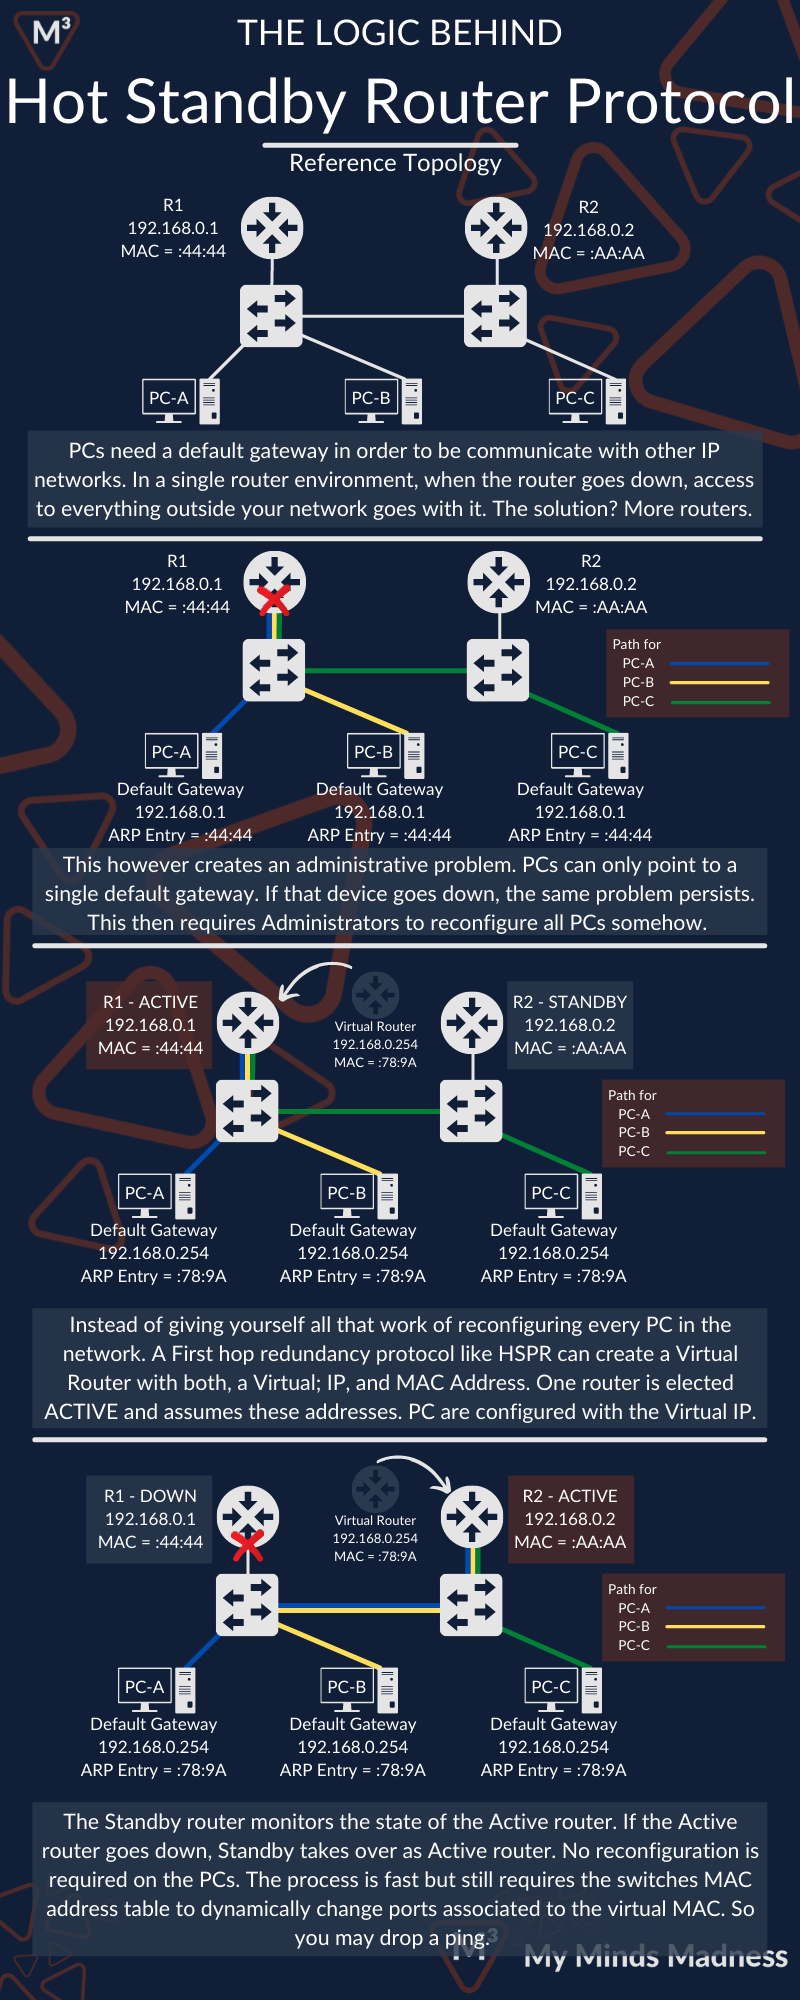 M³
THE LOGIC BEHIND
Hot Standby Router Protocol
Reference Topology
R1
192.168.0.1
MAC = :44:44
R2
192.168.0.2
MAC = :AA:AA
PC-A
PC-B
PC-C
PCs need a default gateway in order to be communicate with other IP
networks. In a single router environment, when the router goes down, access
to everything outside your network goes with it. The solution? More routers.
R1
192.168.0.1
MAC = :44:44
R2
192.168.0.2
MAC = :AA:AA
Path for
PC-A
PC-B
PC-C
PC-A
Default Gateway
192.168.0.1
ARP Entry = :44:44
PC-B
Default Gateway
192.168.0.1
ARP Entry = :44:44
PC-C
Default Gateway
192.168.0.1
ARP Entry = :44:44
This however creates an administrative problem. PCs can only point to a
single default gateway. If that device goes down, the same problem persists.
This then requires Administrators to reconfigure all PCs somehow.
R1 - ACTIVE
192.168.0.1
MAC = :44:44
Virtual Router
192.168.0.254
MAC = :78:9A
R2 - STANDBY
192.168.0.2
MAC = :AA:AA
Path for
PC-A
PC-B
PC-C
PC-A
Default Gateway
192.168.0.254
ARP Entry = :78:9A
PC-B
Default Gateway
192.168.0.254
ARP Entry = :78:9A
PC-C
Default Gateway
192.168.0.254
ARP Entry = :78:9A
Instead of giving yourself all that work of reconfiguring every PC in the
network. A First hop redundancy protocol like HSPR can create a Virtual
Router with both, a Virtual; IP, and MAC Address. One router is elected
ACTIVE and assumes these addresses. PC are configured with the Virtual IP.
R1 - DOWN
192.168.0.1
MAC = :44:44
Virtual Router
192.168.0.254
MAC = :78:9A
R2 - ACTIVE
192.168.0.2
MAC = :AA:AA
Path for
PC-A
PC-B
PC-C
PC-A
Default Gateway
192.168.0.254
ARP Entry = :78:9A
PC-B
Default Gateway
192.168.0.254
ARP Entry = :78:9A
PC-C
Default Gateway
192.168.0.254
ARP Entry = :78:9A
The Standby router monitors the state of the Active router. If the Active
router goes down, Standby takes over as Active router. No reconfiguration is
required on the PCs. The process is fast but still requires the switches MAC
address table to dynamically change ports associated to the virtual MAC. So
you may drop a ping.
M³
My Minds Madness